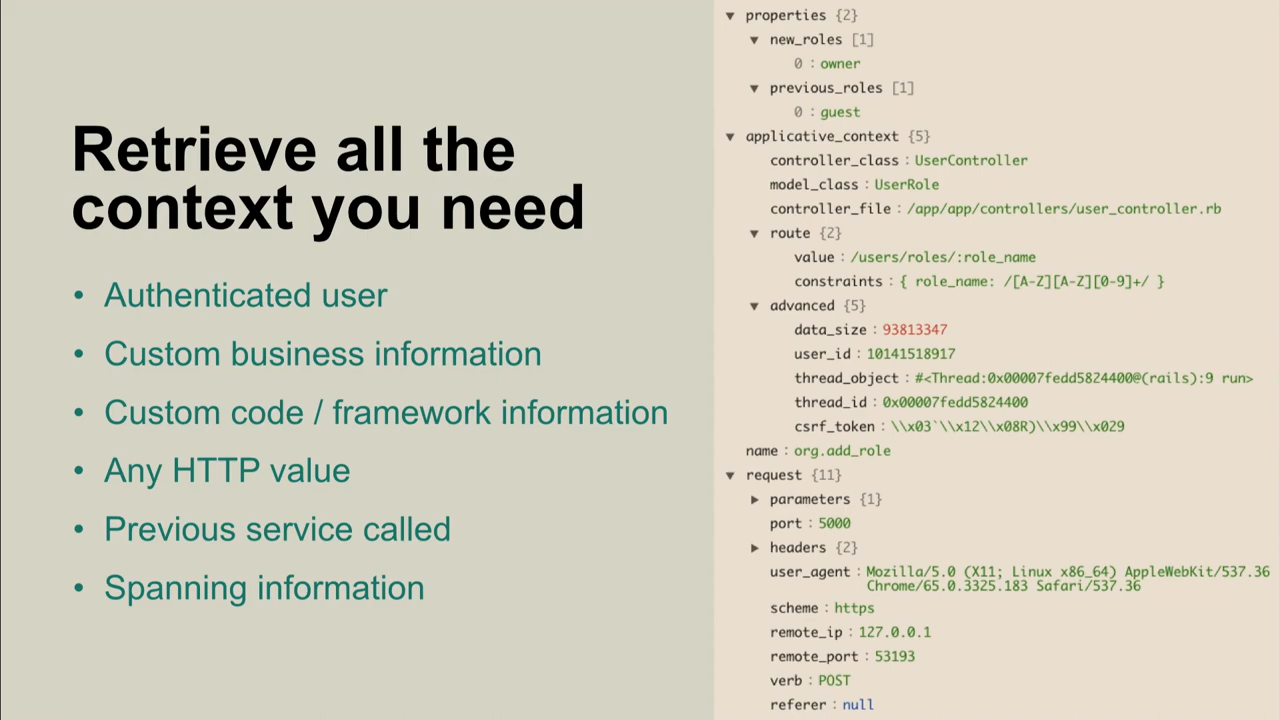 Retrieve all the
context you need
• Authenticated user
• Custom business information
• Custom code / framework information
• Any HTTP value
• Previous service called
• Spanning information
▼ properties {2}
▼ new_roles [1]
0 : owner
▼ previous_roles [1]
0 : guest
▼ applicative_context {5}
controller_class : UserController
model_class : UserRole
controller_file : /app/app/controllers/user_controller.rb
▼ route {2}
value : /users/roles/:role_name
constraints : { role_name: /[A-Z][A-Z][0-9]+/ }
▼ advanced {5}
data_size : 93813347
user_id : 10141518917
thread_object : #<Thread:0x00007fedd5824400@(rails):9 run>
thread_id : 0x00007fedd5824400
csrf_token : \\x03`\\x12\\x08R)\\x99\\x029
name : org.add_role
▼ request {11}
▶ parameters {1}
port : 5000
▶ headers {2}
user_agent : Mozilla/5.0 (X11; Linux x86_64) AppleWebKit/537.36
Chrome/65.0.3325.183 Safari/537.36
scheme : https
remote_ip : 127.0.0.1
remote_port : 53193
verb : POST
referer : null